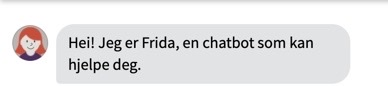 Hei! Jeg er Frida, en chatbot som kan
hjelpe deg.